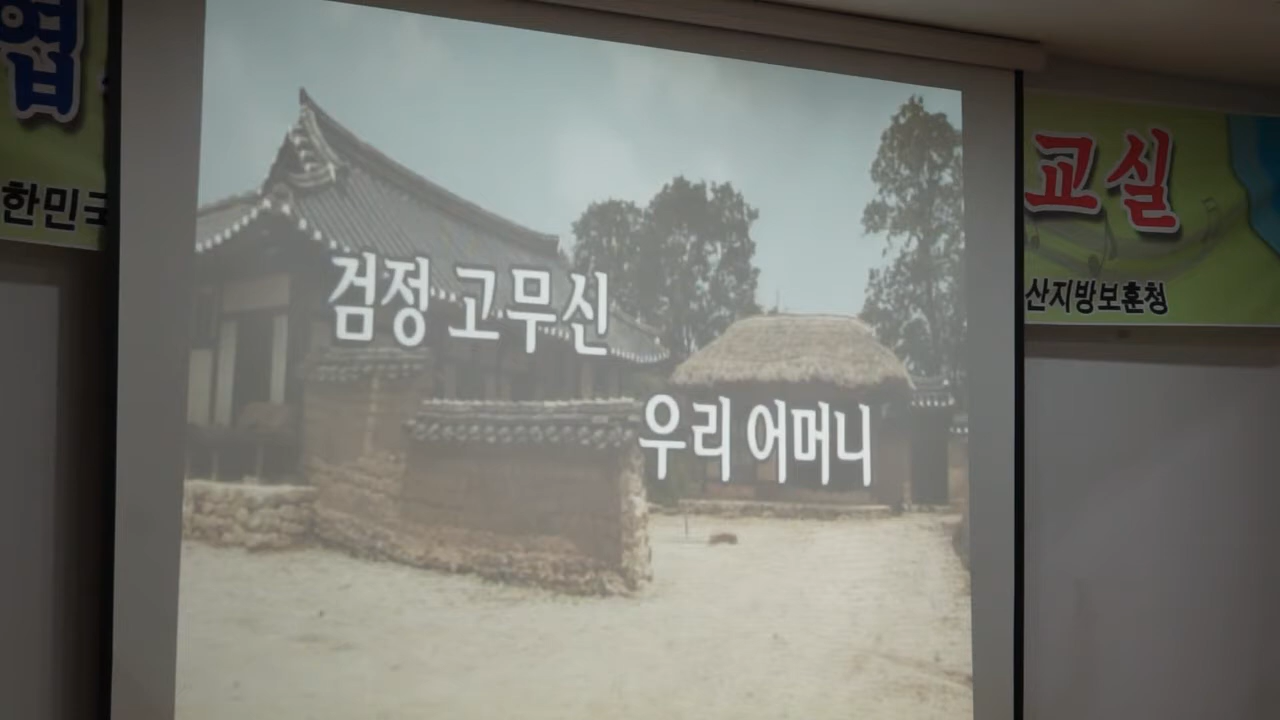 협
한민국
검정 고무신
우리 어머니
교실
산지방보훈청